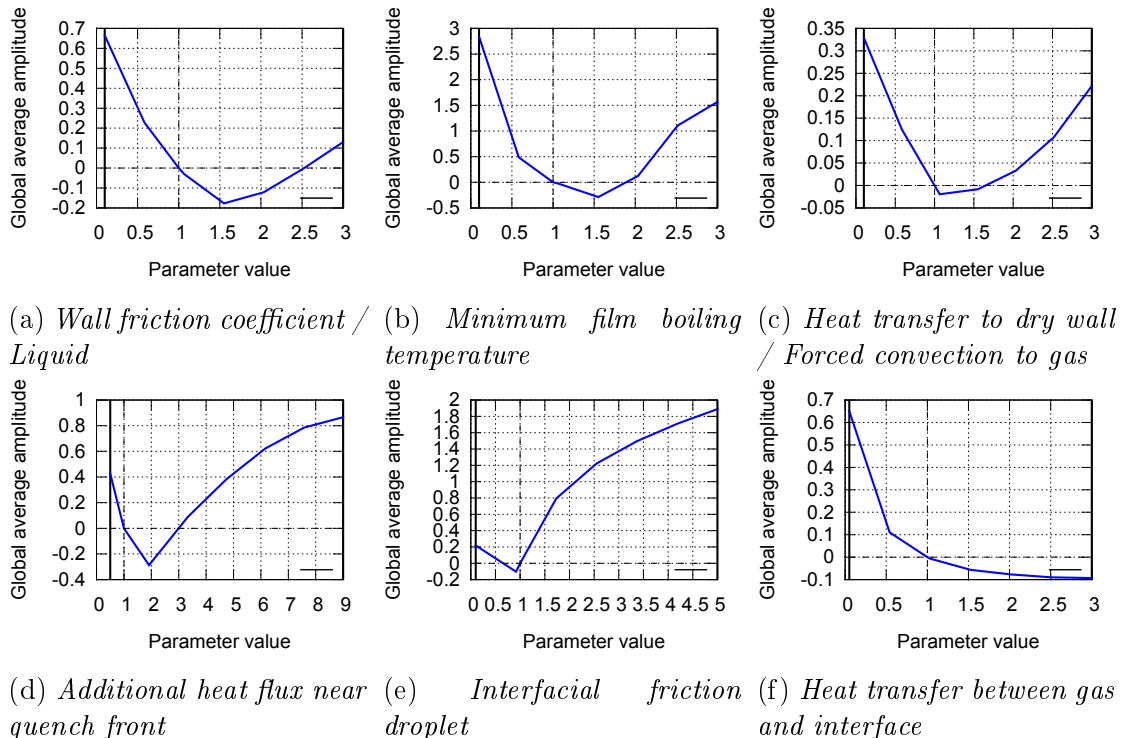 Global average amplitude
0.7
0.6
0.5
0.4
0.3
0.2
0.1
0
-0.1
-0.2
0 0.5 1 1.5 2 2.5 3
Parameter value
(a) Wall friction coefficient /
Liquid
Global average amplitude
3
2.5
2
1.5
1
0.5
0
-0.5
0 0.5 1 1.5 2 2.5 3
Parameter value
(b) Minimum film boiling
temperature
Global average amplitude
0.35
0.3
0.25
0.2
0.15
0.1
0.05
0
-0.05
0 0.5 1 1.5 2 2.5 3
Parameter value
(c) Heat transfer to dry wall
/ Forced convection to gas
Global average amplitude
1
0.8
0.6
0.4
0.2
0
-0.2
-0.4
0 1 2 3 4 5 6 7 8 9
Parameter value
(d) Additional heat flux near
quench front
Global average amplitude
2
1.8
1.6
1.4
1.2
1
0.8
0.6
0.4
0.2
0
-0.2
0 0.5 1 1.5 2 2.5 3 3.5 4 4.5 5
Parameter value
(e) Interfacial friction
droplet
Global average amplitude
0.7
0.6
0.5
0.4
0.3
0.2
0.1
0
-0.1
0 0.5 1 1.5 2 2.5 3
Parameter value
(f) Heat transfer between gas
and interface